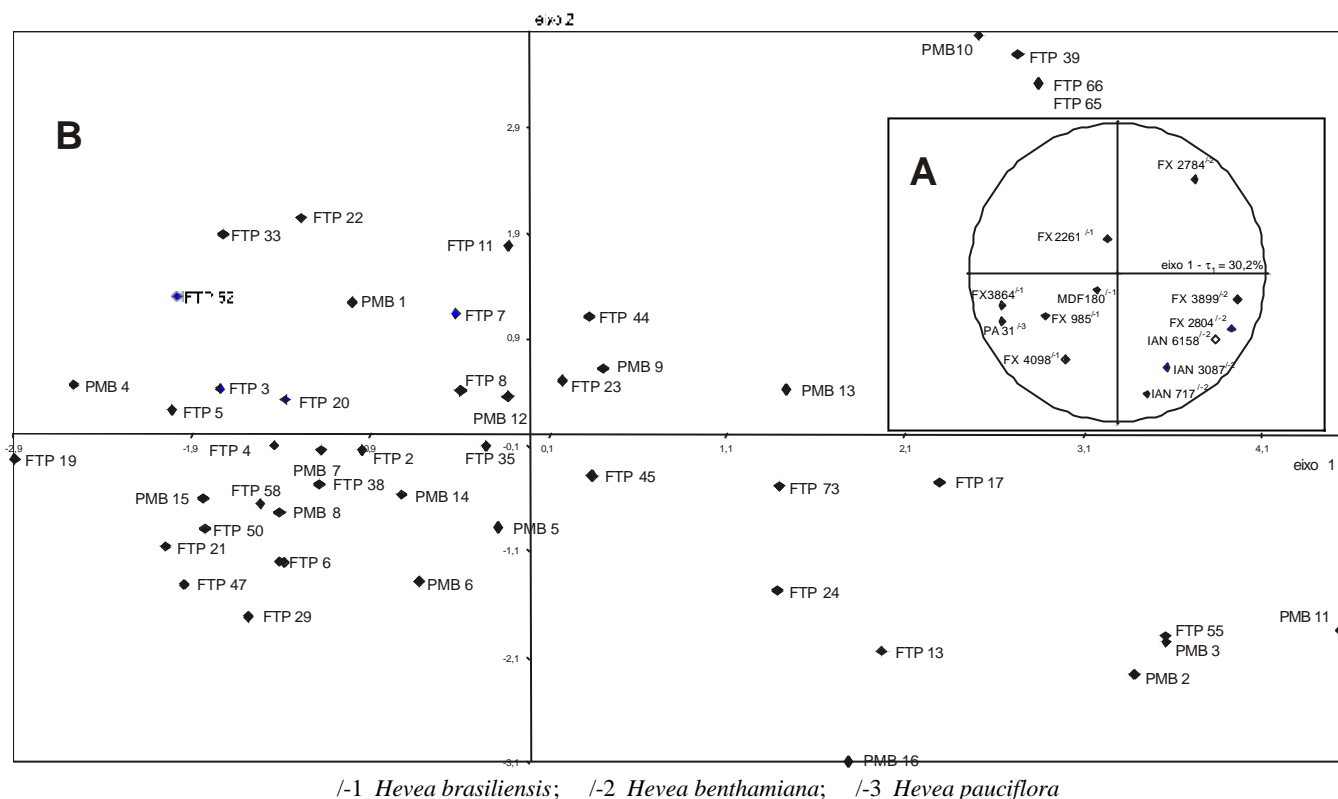 eixo 2
PMB10
FTP 39
FTP 66
FTP 65
2,9
B
A
FX 2784/-2
FTP 22
FTP 33
1,9
FTP 11
FX 2261 /-1
eixo 1 - τ1 = 30,2%
FTP 52
PMB 1
FTP 7
FTP 44
FX3864/-1
MDF180/-1
FX 3899/-2
PA 31/-3
FX 985/-1
FX 2804/-2
IAN 6158/-2
0,9
FX 4098/-1
IAN 3087/-2
IAN 717/-2
PMB 9
FTP 8
FTP 23
PMB 4
FTP 3
PMB 13
FTP 20
FTP 5
PMB 12
-2,9
-1,9
-0,9
-0,1
0,1
1,1
2,1
3,1
4,1
FTP 19
FTP 4
FTP 2
FTP 35
eixo 1
PMB 7
FTP 45
FTP 38
FTP 73
FTP 17
FTP 58
PMB 15
PMB 14
PMB 8
FTP 50
PMB 5
FTP 21
-1,1
FTP 6
FTP 47
PMB 6
FTP 24
FTP 29
PMB 11
FTP 55
FTP 13
PMB 3
-2,1
PMB 2
-3,1
PMB 16
/-1 Hevea brasiliensis; /-2 Hevea benthamiana; /-3 Hevea pauciflora